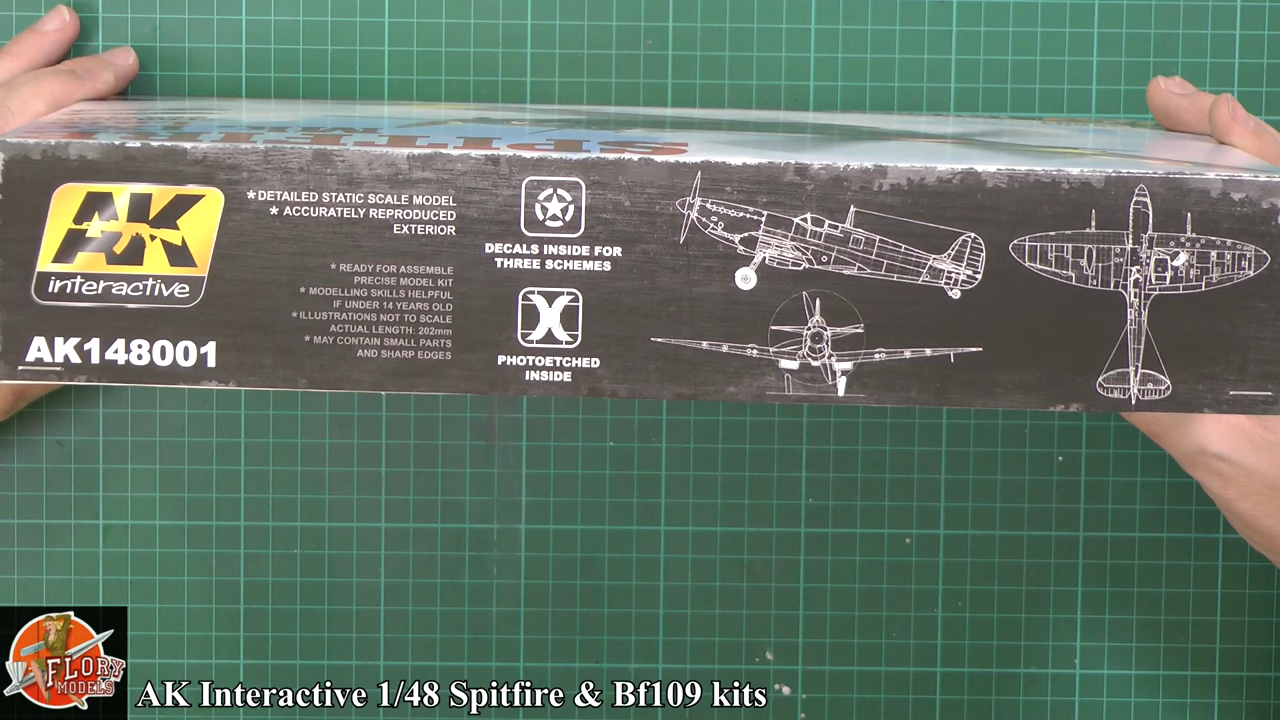 AK
interactive
AK148001
* DETAILED STATIC SCALE MODEL
* ACCURATELY REPRODUCED
EXTERIOR
* READY FOR ASSEMBLE
PRECISE MODEL KIT
* MODELLING SKILLS HELPFUL
IF UNDER 14 YEARS OLD
* ILLUSTRATIONS NOT TO SCALE
ACTUAL LENGTH: 202mm
* MAY CONTAIN SMALL PARTS
AND SHARP EDGES
DECALS INSIDE FOR
THREE SCHEMES
PHOTOETCHED
INSIDE
FLORY
MODELS
AK Interactive 1/48 Spitfire & Bf109 kits